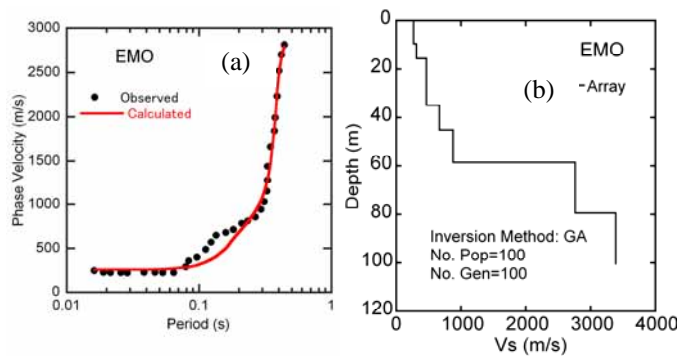 3000
2500
2000
1500
1000
500
0
Phase Velocity (m/s)
EMO
(a)
Observed
Calculated
0.01
0.1
1
Period (s)
0
20
40
60
80
100
120
Depth (m)
EMO
(b)
Array
Inversion Method: GA
No. Pop=100
No. Gen=100
0
1000
2000
3000
4000
Vs (m/s)